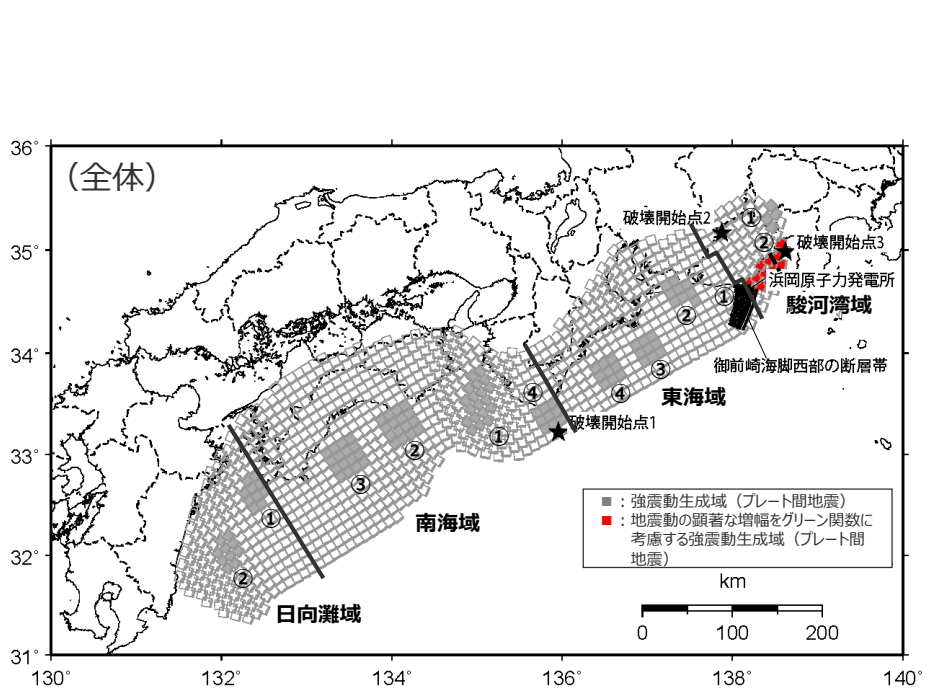 36°
（全体）
破壊開始点2
①
35°
②
破壊開始点3
浜岡原子力発電所
①
駿河湾域
②
34°
御前崎海脚西部の断層帯
③
④
④
東海域
破壊開始点1
①
33°
②
③
①
南海域
■：強震動生成域（プレート間地震）
■：地震動の顕著な増幅をグリーン関数に
考慮する強震動生成域（プレート間
地震）
32°
②
日向灘域
km
0 100 200
31°
130° 132° 134° 136° 138° 140°